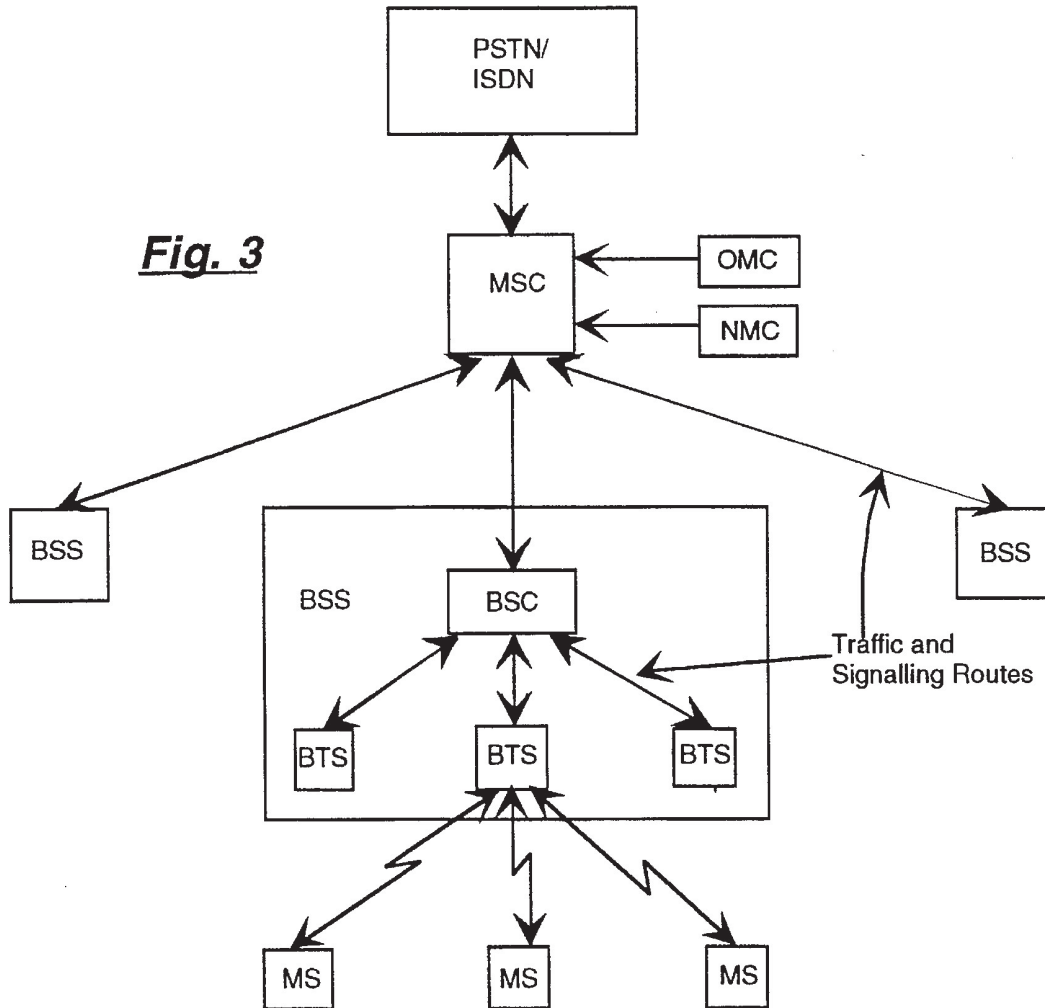 PSTN/
ISDN
Fig. 3
MSC
OMC
NMC
BSS
BSS
BSC
BSS
Traffic and
Signalling Routes
BTS
BTS
BTS
MS
MS
MS